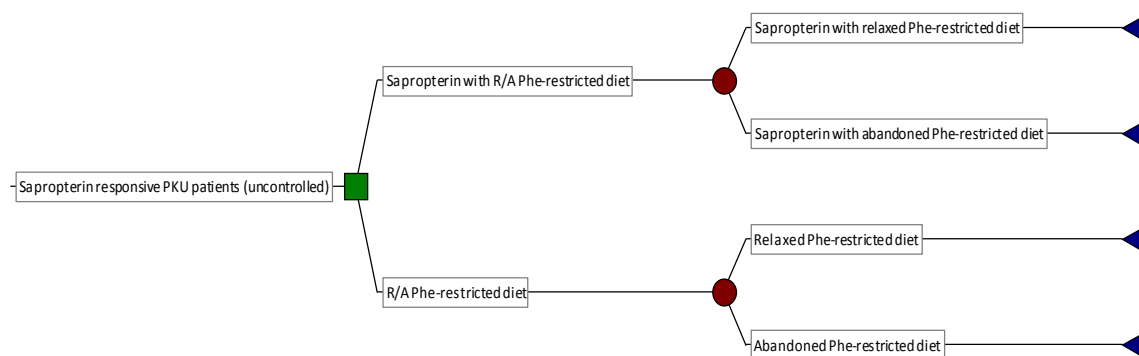 Sapropterin with relaxed Phe-restricted diet
Sapropterin with R/A Phe-restricted diet
Sapropterin with abandoned Phe-restricted diet
Sapropterin responsive PKU patients (uncontrolled)
Relaxed Phe-restricted diet
R/A Phe-restricted diet
Abandoned Phe-restricted diet